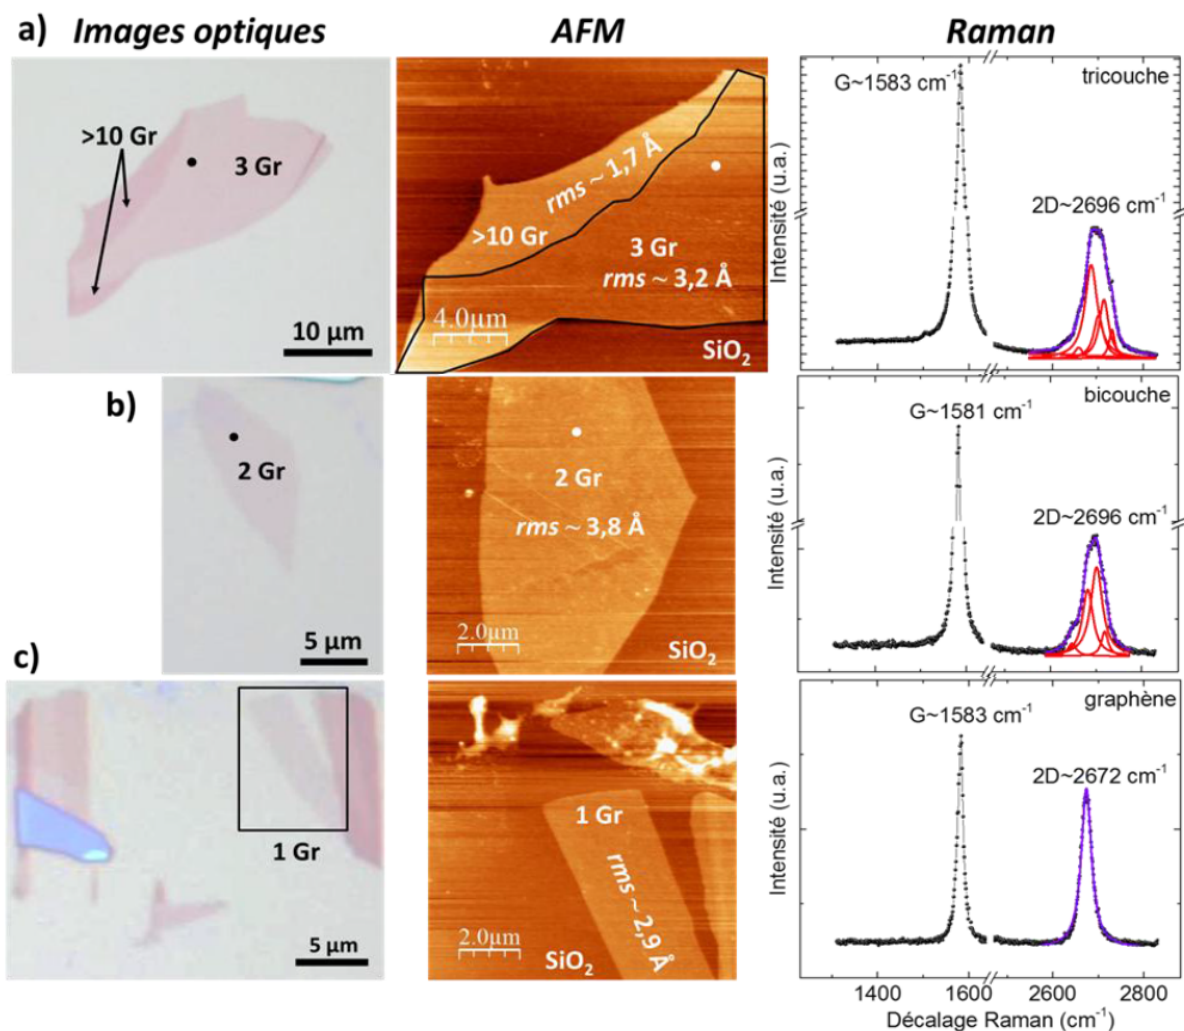 a) Images optiques AFM Raman
>10 Gr
3 Gr
10 µm
rms ~ 1,7 Å
>10 Gr
3 Gr
rms ~ 3,2 Å
4.0µm
SiO₂
G~1583 cm⁻¹
tricouche
2D~2696 cm⁻¹
Intensité (u.a.)
b)
2 Gr
5 µm
2 Gr
rms ~ 3,8 Å
2.0µm
SiO₂
G~1581 cm⁻¹
bicouche
2D~2696 cm⁻¹
Intensité (u.a.)
c)
1 Gr
5 µm
1 Gr
rms ~ 2,9 Å
2.0µm
SiO₂
G~1583 cm⁻¹
graphène
2D~2672 cm⁻¹
Intensité (u.a.)
1400 1600 2600 2800
Décalage Raman (cm⁻¹)